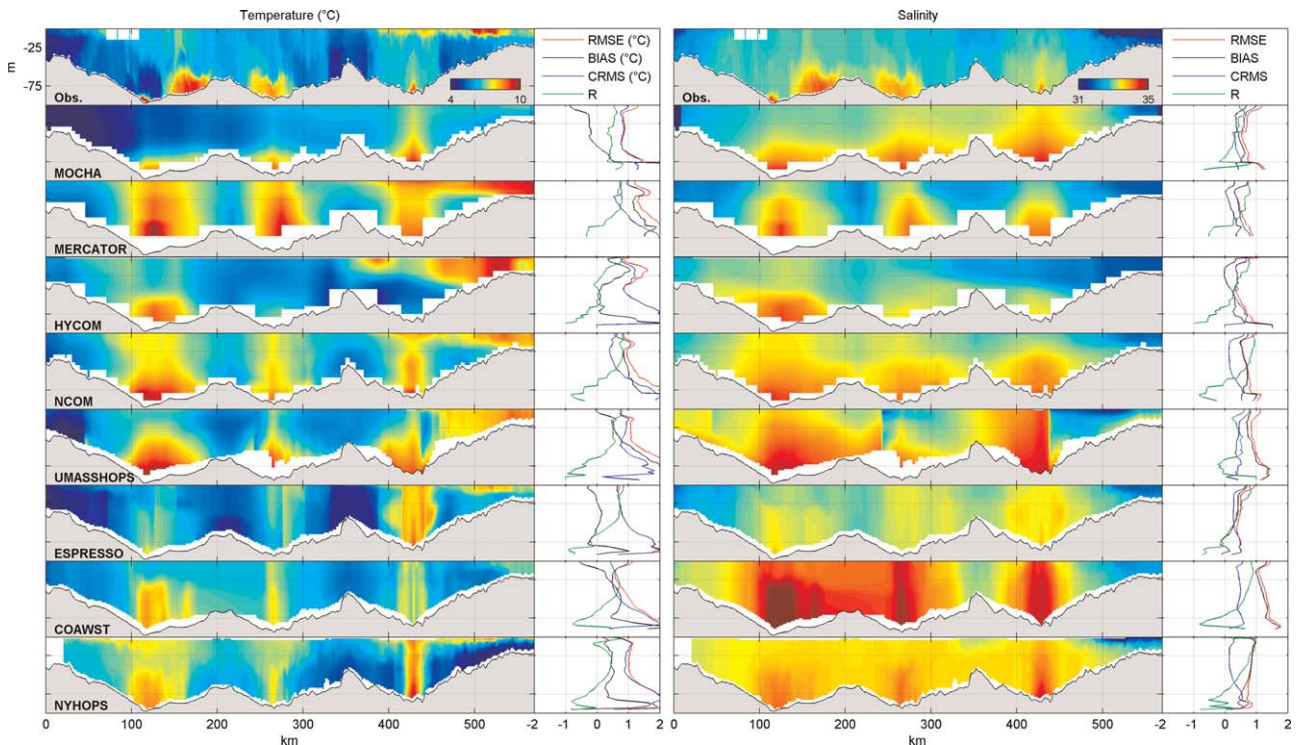 Temperature (°C)
Salinity
m
-25
-75
Obs.
4 10
RMSE (°C)
BIAS (°C)
CRMS (°C)
R
Obs.
31 35
RMSE
BIAS
CRMS
R
MOCHA
MERCATOR
HYCOM
NCOM
UMASSHOPS
ESPRESSO
COAWST
NYHOPS
0 100 200 300 400 500 -2 -1 0 1 2 0 100 200 300 400 500 -2 -1 0 1 2
km km